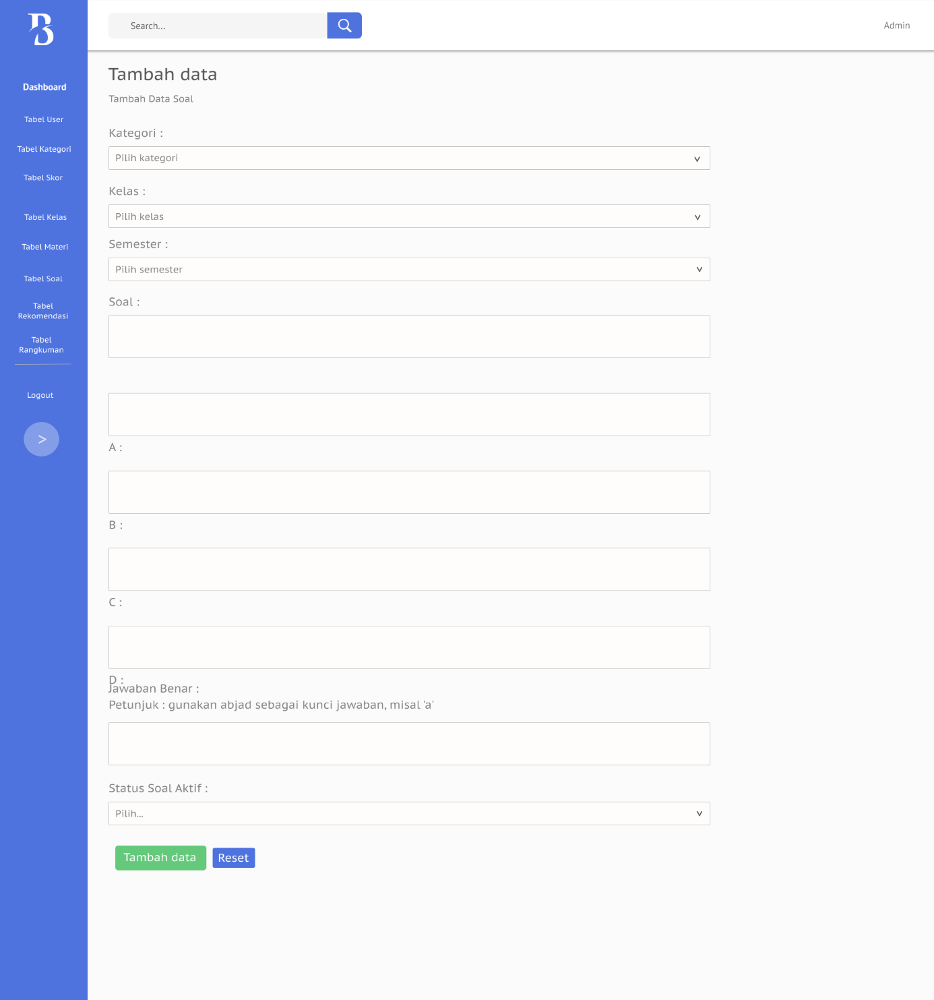 B
Search...
Admin
Dashboard
Tabel User
Tabel Kategori
Tabel Skor
Tabel Kelas
Tabel Materi
Tabel Soal
Tabel
Rekomendasi
Tabel
Rangkuman
Logout
>
Tambah data
Tambah Data Soal
Kategori :
Pilih kategori
Kelas :
Pilih kelas
Semester :
Pilih semester
Soal :
A :
B :
C :
D :
Jawaban Benar :
Petunjuk : gunakan abjad sebagai kunci jawaban, misal 'a'
Status Soal Aktif :
Pilih...
Tambah data
Reset